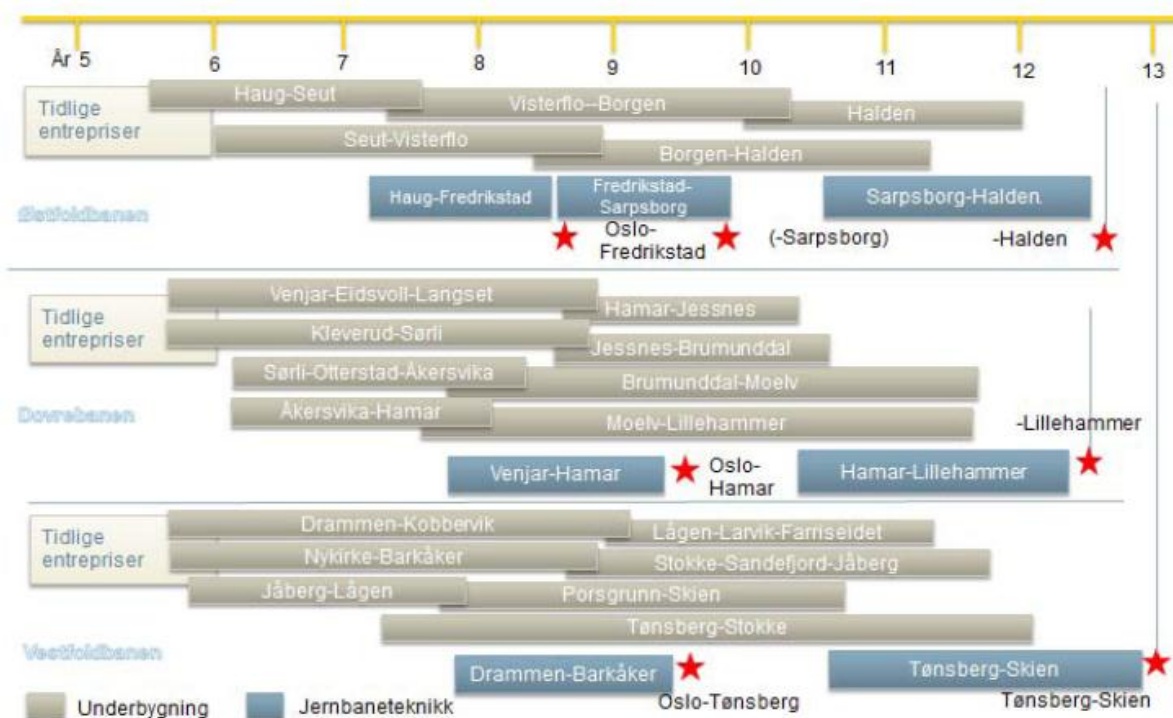 År 5
6
7
8
9
10
11
12
13
Tidlige
entrepriser
Haug-Seut
Visterflo--Borgen
Halden
Seut-Visterflo
Borgen-Halden
Østfoldbanen
Haug-Fredrikstad
Fredrikstad-
Sarpsborg
Sarpsborg-Halden.
Oslo-
Fredrikstad
(-Sarpsborg)
-Halden
Tidlige
entrepriser
Venjar-Eidsvoll-Langset
Hamar-Jessnes
Kleverud-Sørli
Jessnes-Brumunddal
Sørli-Otterstad-Åkersvika
Brumunddal-Moelv
Dovrebanen
Åkersvika-Hamar
Moelv-Lillehammer
-Lillehammer
Venjar-Hamar
Oslo-
Hamar
Hamar-Lillehammer
Tidlige
entrepriser
Drammen-Kobbervik
Lågen-Larvik-Farriseidet
Nykirke-Barkåker
Stokke-Sandefjord-Jåberg
Jåberg-Lågen
Porsgrunn-Skien
Tønsberg-Stokke
Vestfoldbanen
Drammen-Barkåker
Tønsberg-Skien
Oslo-Tønsberg
Tønsberg-Skien
Underbygning
Jernbaneteknikk